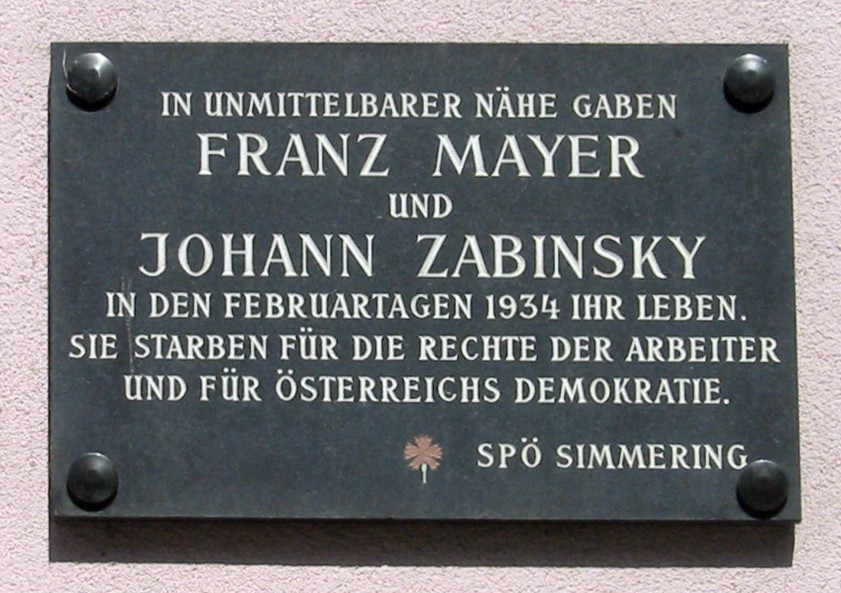 IN UNMITTELBARER NÄHE GABEN
FRANZ MAYER
UND
JOHANN ZABINSKY
IN DEN FEBRUARTAGEN 1934 IHR LEBEN.
SIE STARBEN FÜR DIE RECHTE DER ARBEITER
UND FÜR ÖSTERREICHS DEMOKRATIE.
SPÖ SIMMERING